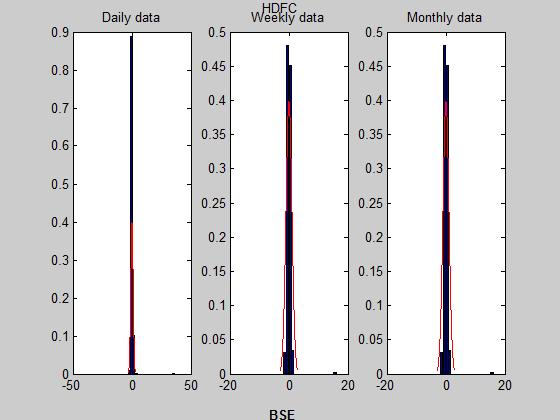 HDFC
Daily data Weekly data Monthly data
0.9 0.5 0.5
0.8 0.45 0.45
0.7 0.4 0.4
0.6 0.35 0.35
0.5 0.3 0.3
0.4 0.25 0.25
0.3 0.2 0.2
0.2 0.15 0.15
0.1 0.1 0.1
0 0.05 0.05
0 0
-50 0 50 -20 0 20 -20 0 20
BSE